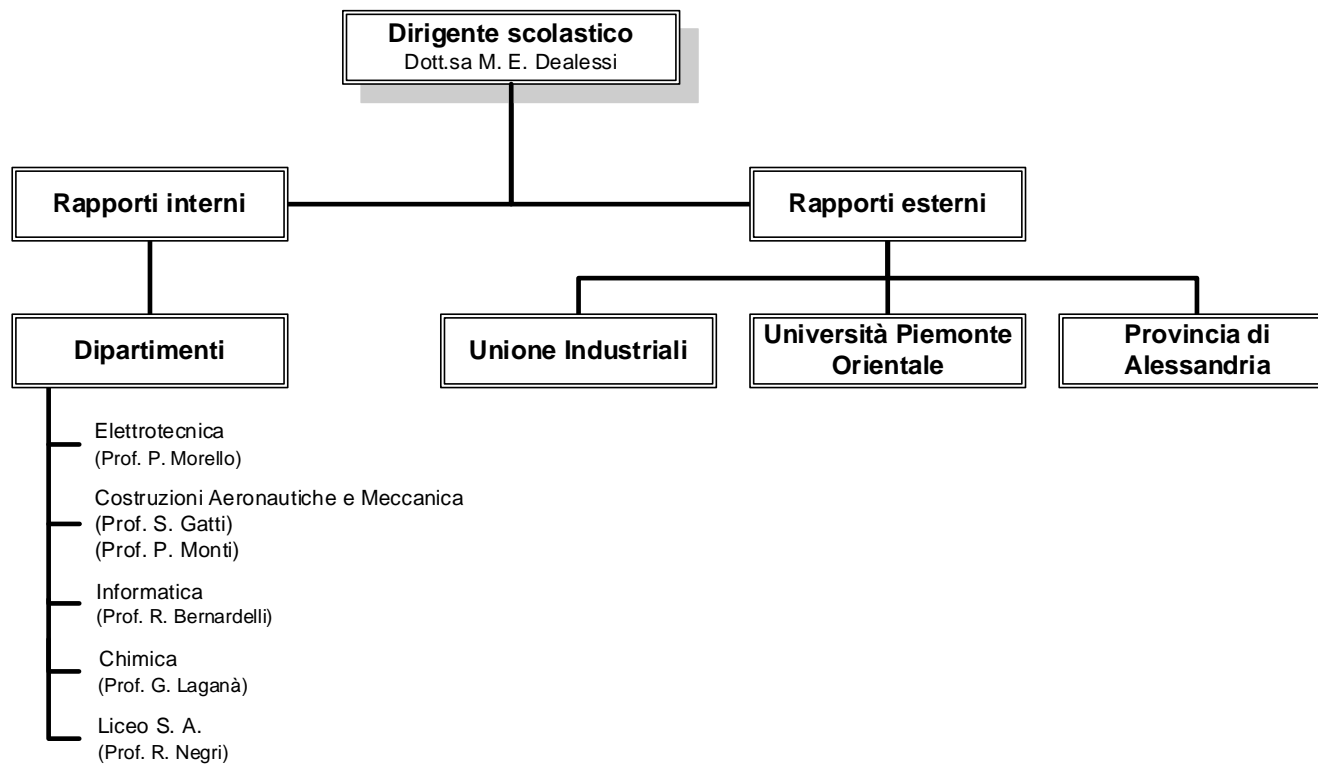 Dirigente scolastico
Dott.sa M. E. Dealessi
Rapporti interni
Rapporti esterni
Dipartimenti
Unione Industriali
Università Piemonte
Orientale
Provincia di
Alessandria
Elettrotecnica
(Prof. P. Morello)
Costruzioni Aeronautiche e Meccanica
(Prof. S. Gatti)
(Prof. P. Monti)
Informatica
(Prof. R. Bernardelli)
Chimica
(Prof. G. Laganà)
Liceo S. A.
(Prof. R. Negri)